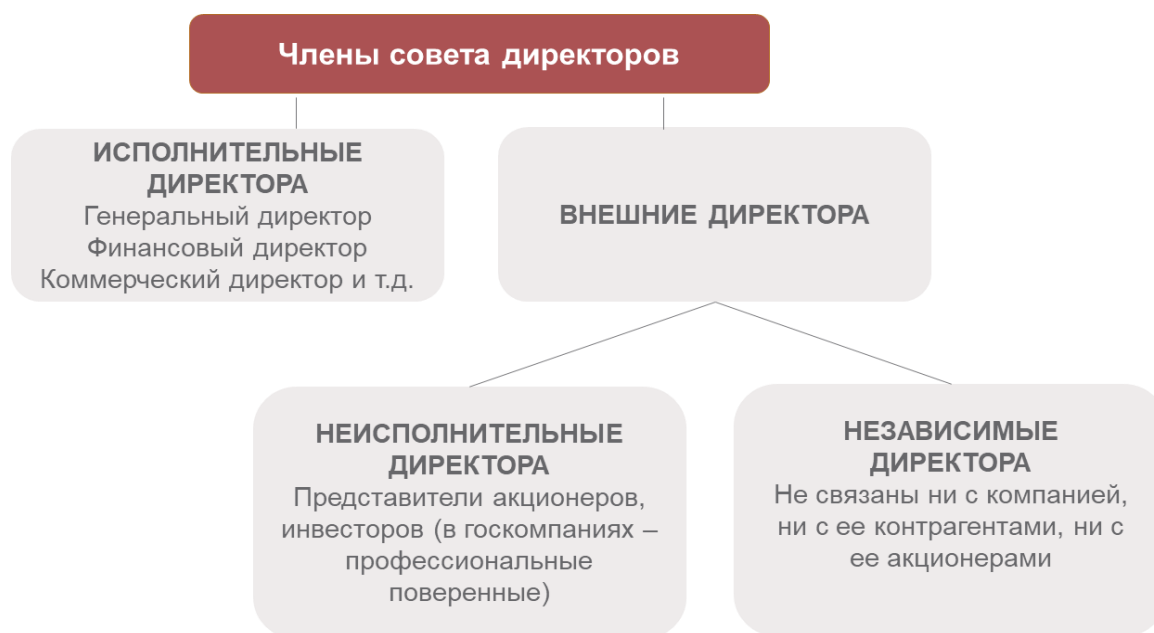 Члены совета директоров
ИСПОЛНИТЕЛЬНЫЕ
ДИРЕКТОРА
Генеральный директор
Финансовый директор
Коммерческий директор и т.д.
ВНЕШНИЕ ДИРЕКТОРА
НЕИСПОЛНИТЕЛЬНЫЕ
ДИРЕКТОРА
Представители акционеров,
инвесторов (в госкомпаниях –
профессиональные
поверенные)
НЕЗАВИСИМЫЕ
ДИРЕКТОРА
Не связаны ни с компанией,
ни с ее контрагентами, ни с
ее акционерами